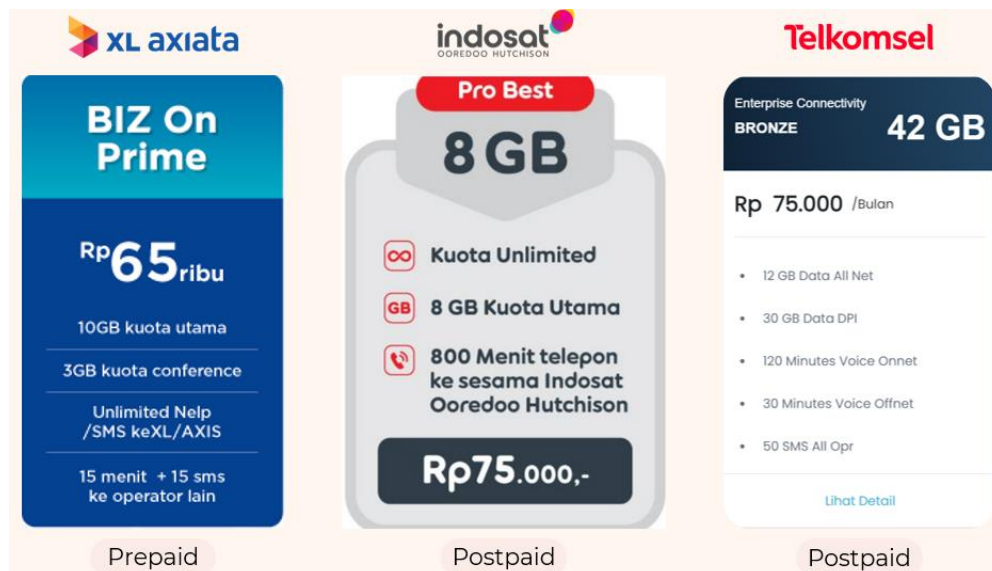 XL axiata
BIZ On
Prime
Rp65ribu
10GB kuota utama
3GB kuota conference
Unlimited Nelp
/SMS keXL/AXIS
15 menit + 15 sms
ke operator lain
Prepaid
indosat
OOREDOO HUTCHISON
Pro Best
8 GB
Kuota Unlimited
GB
8 GB Kuota Utama
800 Menit telepon
ke sesama Indosat
Ooredoo Hutchison
Rp75.000,-
Postpaid
Telkomsel
Enterprise Connectivity
BRONZE
42 GB
Rp 75.000 /Bulan
• 12 GB Data All Net
• 30 GB Data DPI
• 120 Minutes Voice Onnet
• 30 Minutes Voice Offnet
• 50 SMS All Opr
Lihat Detail
Postpaid